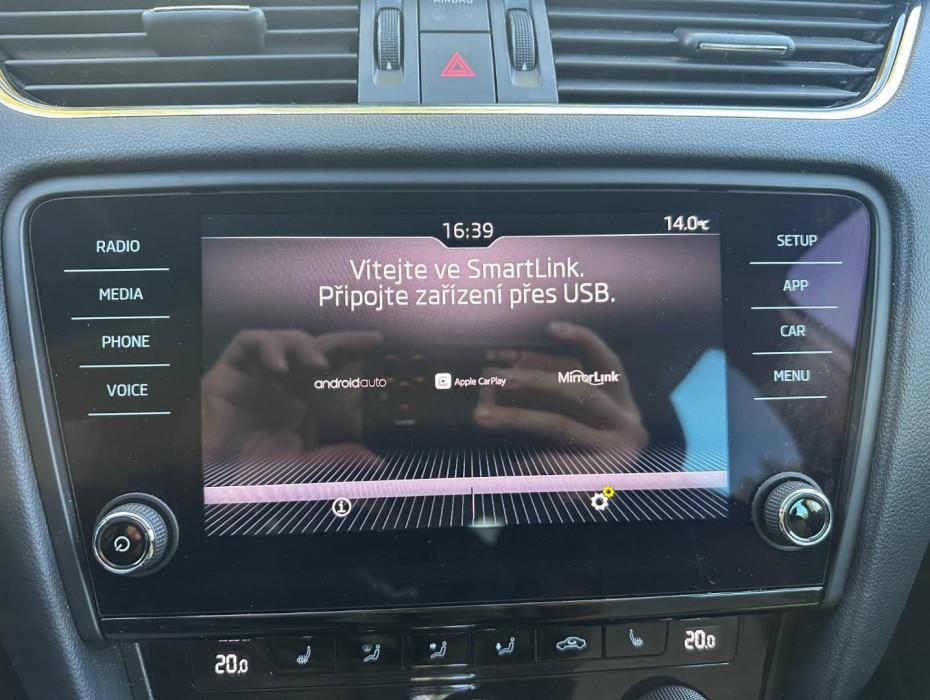 AIRBAG
16:39
14.0°C
RADIO
MEDIA
PHONE
VOICE
Vítejte ve SmartLink.
Připojte zařízení přes USB.
androidauto
Apple CarPlay
MirrorLink
SETUP
APP
CAR
MENU
20.0
20.0